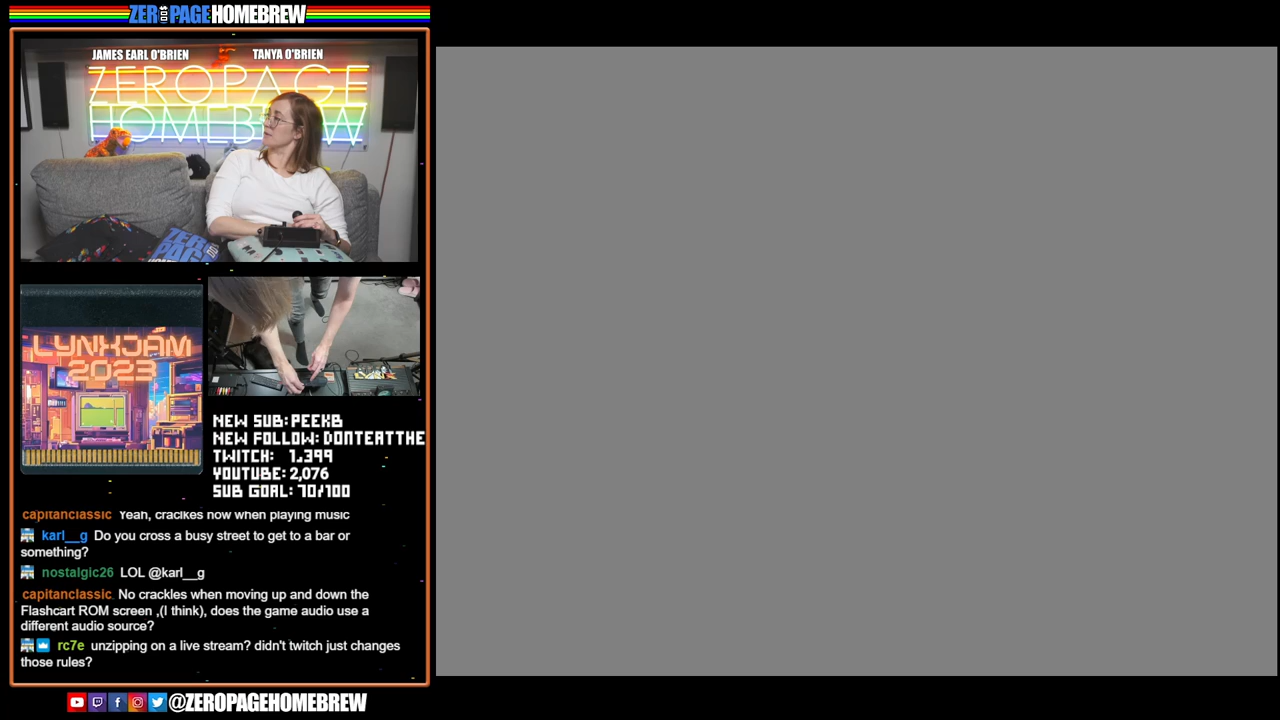 ZEROPAGEHOMEBREW
JAMES EARL O'BRIEN
TANYA O'BRIEN
ZEROPAGE
HOMEBREW
LYNXJAM
2023
NEW SUB: PEEKB
NEW FOLLOW: DONTEATTHE
TWITCH: 1,399
YOUTUBE: 2,076
SUB GOAL: 70/100
capitanclassic Yeah, craclkes now when playing music
karl__g Do you cross a busy street to get to a bar or
something?
nostalgic26 LOL @karl__g
capitanclassic No crackles when moving up and down the
Flashcart ROM screen ,(I think), does the game audio use a
different audio source?
rc7e unzipping on a live stream? didn't twitch just changes
those rules?
@ZEROPAGEHOMEBREW